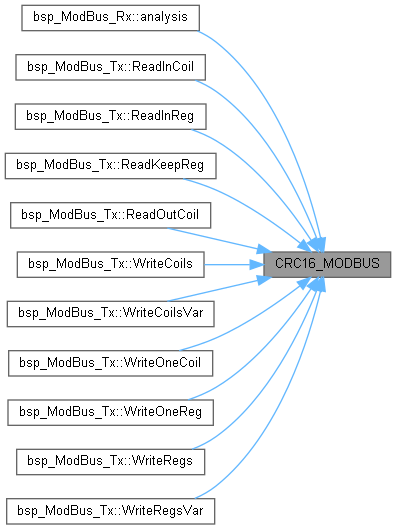 bsp_ModBus_Rx::analysis
bsp_ModBus_Tx::ReadInCoil
bsp_ModBus_Tx::ReadInReg
bsp_ModBus_Tx::ReadKeepReg
bsp_ModBus_Tx::ReadOutCoil
bsp_ModBus_Tx::WriteCoils
CRC16_MODBUS
bsp_ModBus_Tx::WriteCoilsVar
bsp_ModBus_Tx::WriteOneCoil
bsp_ModBus_Tx::WriteOneReg
bsp_ModBus_Tx::WriteRegs
bsp_ModBus_Tx::WriteRegsVar